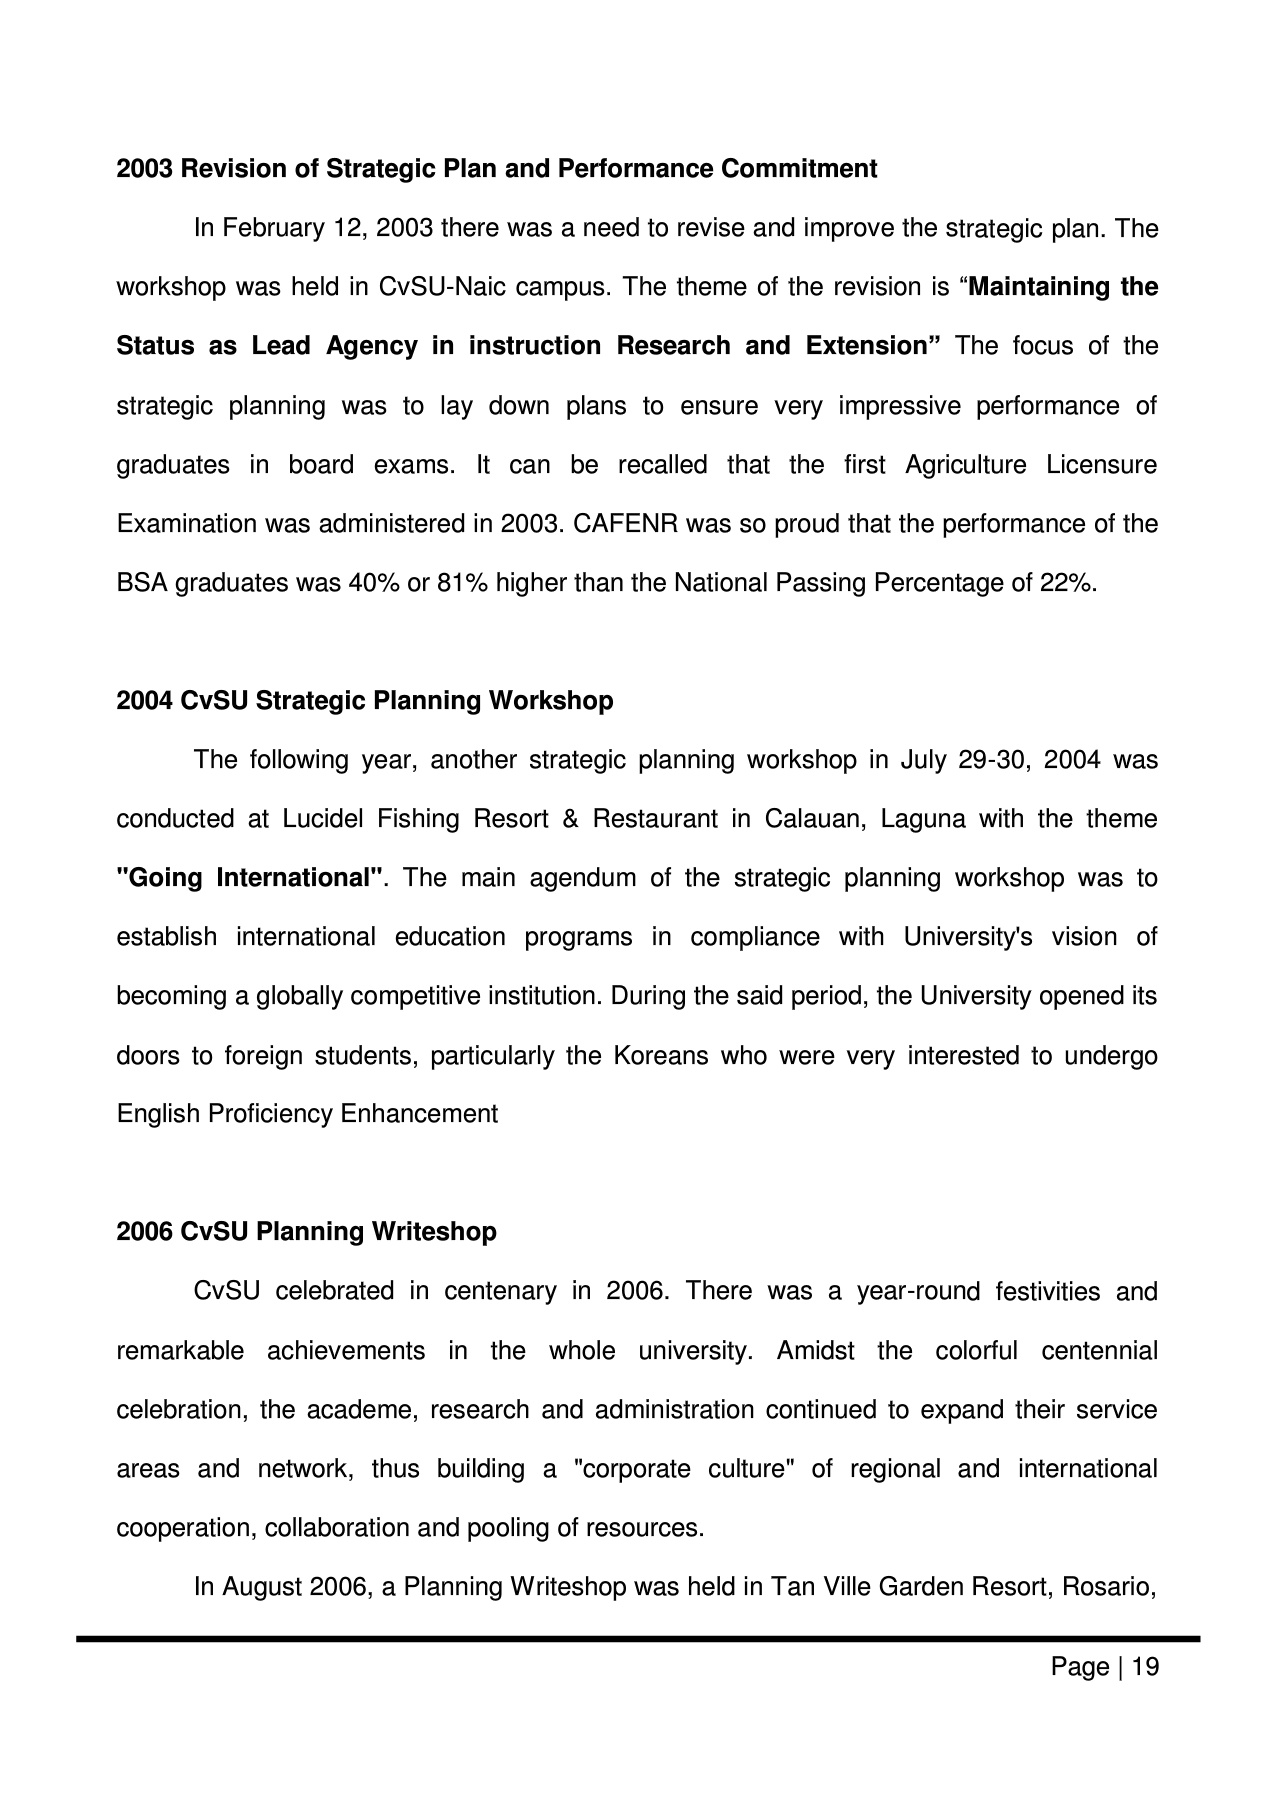 2003 Revision of Strategic Plan and Performance Commitment
In February 12, 2003 there was a need to revise and improve the strategic plan. The
workshop was held in CvSU-Naic campus. The theme of the revision is “Maintaining the
Status as Lead Agency in instruction Research and Extension” The focus of the
strategic planning was to lay down plans to ensure very impressive performance of
graduates in board exams. It can be recalled that the first Agriculture Licensure
Examination was administered in 2003. CAFENR was so proud that the performance of the
BSA graduates was 40% or 81% higher than the National Passing Percentage of 22%.
2004 CvSU Strategic Planning Workshop
The following year, another strategic planning workshop in July 29-30, 2004 was
conducted at Lucidel Fishing Resort & Restaurant in Calauan, Laguna with the theme
"Going International". The main agendum of the strategic planning workshop was to
establish international education programs in compliance with University's vision of
becoming a globally competitive institution. During the said period, the University opened its
doors to foreign students, particularly the Koreans who were very interested to undergo
English Proficiency Enhancement
2006 CvSU Planning Writeshop
CvSU celebrated in centenary in 2006. There was a year-round festivities and
remarkable achievements in the whole university. Amidst the colorful centennial
celebration, the academe, research and administration continued to expand their service
areas and network, thus building a "corporate culture" of regional and international
cooperation, collaboration and pooling of resources.
In August 2006, a Planning Writeshop was held in Tan Ville Garden Resort, Rosario,
Page | 19